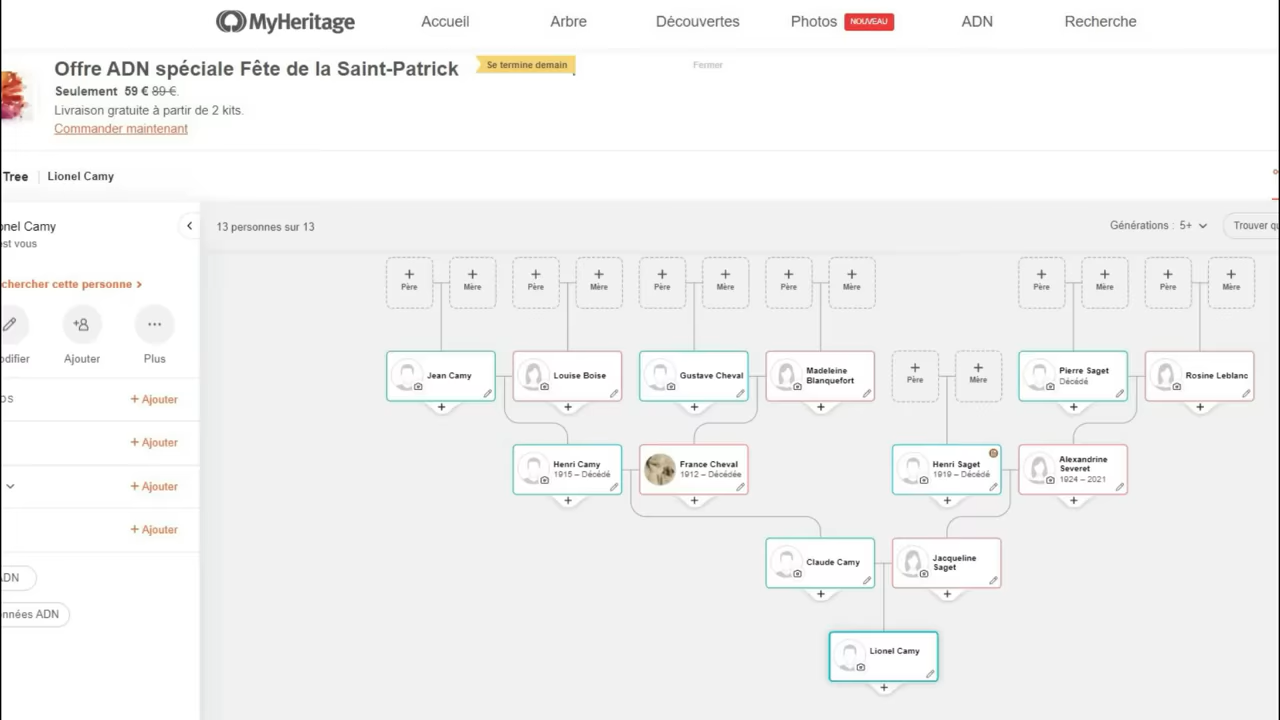 MyHeritage
Accueil
Arbre
Découvertes
Photos
NOUVEAU
ADN
Recherche
Offre ADN spéciale Fête de la Saint-Patrick
Se termine demain
Fermer
Seulement 59 € 89 €.
Livraison gratuite à partir de 2 kits.
Commander maintenant
Tree
Lionel Camy
onel Camy
est vous
13 personnes sur 13
Générations : 5+
Trouver qu
chercher cette personne >
odifier
Ajouter
Plus
DS
+ Ajouter
+ Ajouter
+ Ajouter
+ Ajouter
ADN
onnées ADN
+ Père
+ Mère
+ Père
+ Mère
+ Père
+ Mère
+ Père
+ Mère
+ Père
+ Mère
+ Père
+ Mère
Jean Camy
Louise Boise
Gustave Cheval
Madeleine
Blanquefort
+ Père
+ Mère
Pierre Saget
Décédé
Rosine Leblanc
Henri Camy
1915 – Décédé
France Cheval
1912 – Décédée
Henri Saget
1919 – Décédé
Alexandrine
Severet
1924 – 2021
Claude Camy
Jacqueline
Saget
Lionel Camy